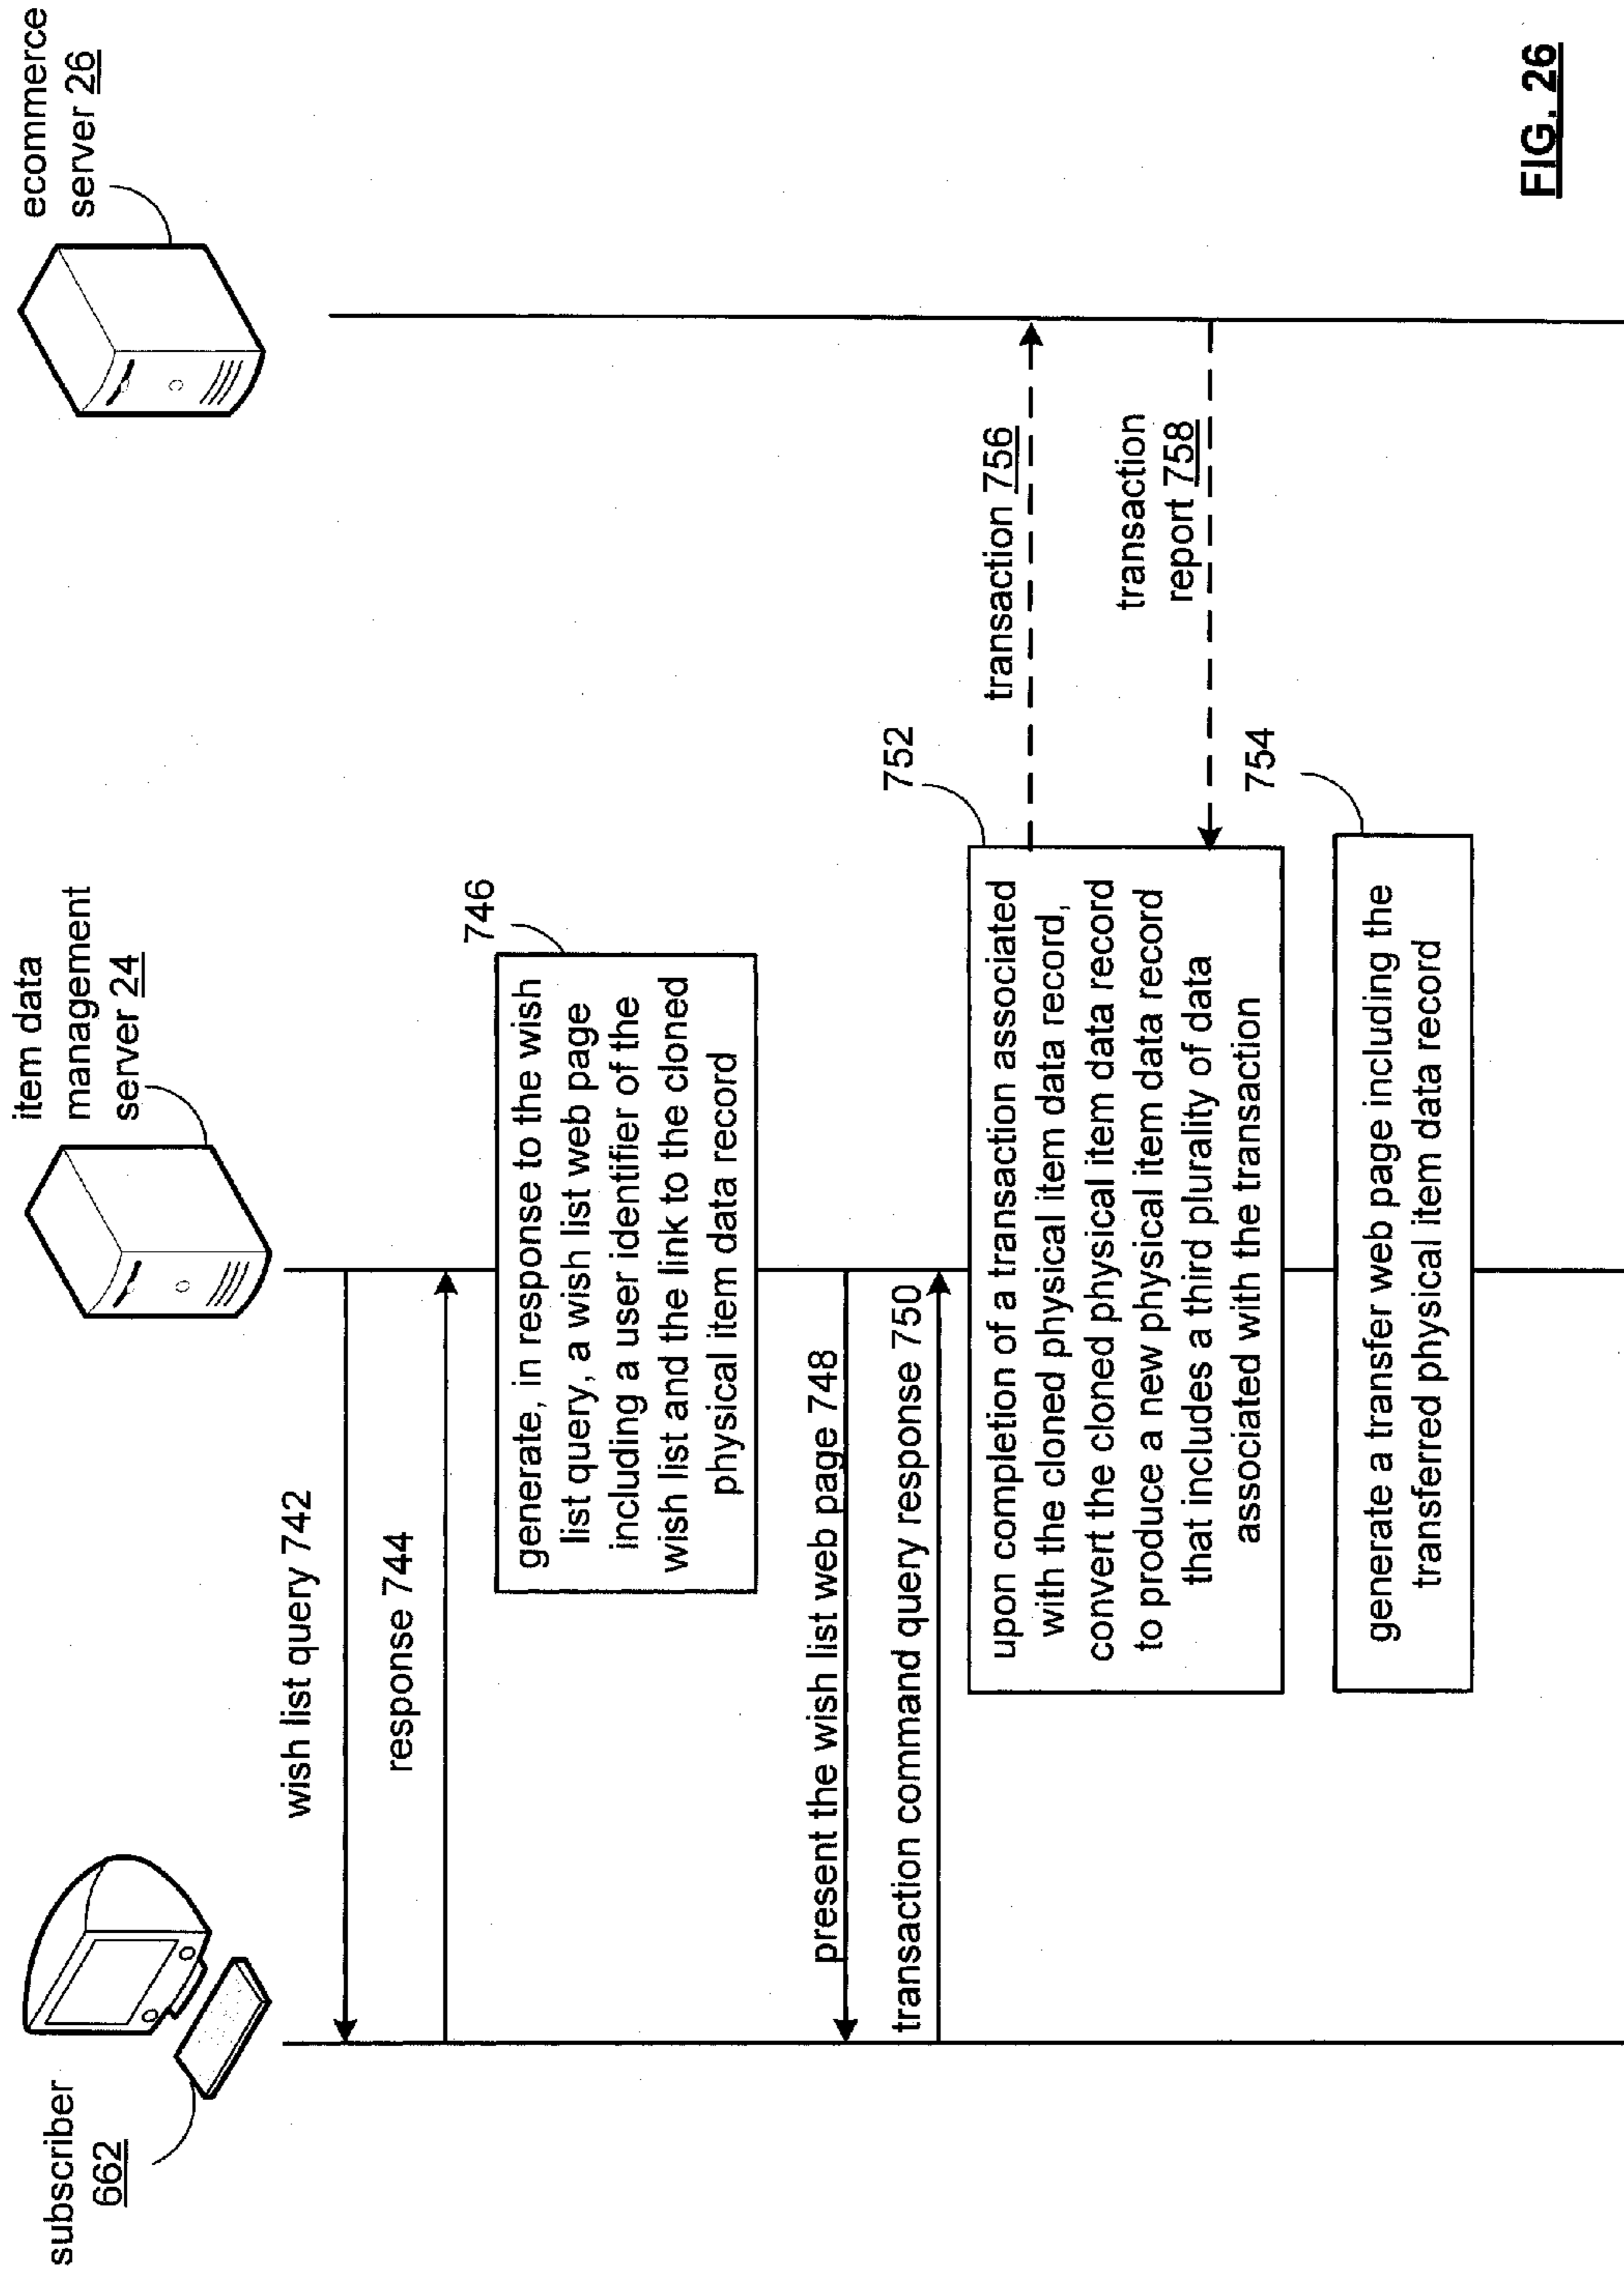 subscriber
662
item data
management
server 24
ecommerce
server 26
wish list query 742
response 744
746
generate, in response to the wish
list query, a wish list web page
including a user identifier of the
wish list and the link to the cloned
physical item data record
present the wish list web page 748
transaction command query response 750
752
upon completion of a transaction associated
with the cloned physical item data record,
convert the cloned physical item data record
to produce a new physical item data record
that includes a third plurality of data
associated with the transaction
transaction 756
transaction
report 758
754
generate a transfer web page including the
transferred physical item data record
FIG. 26